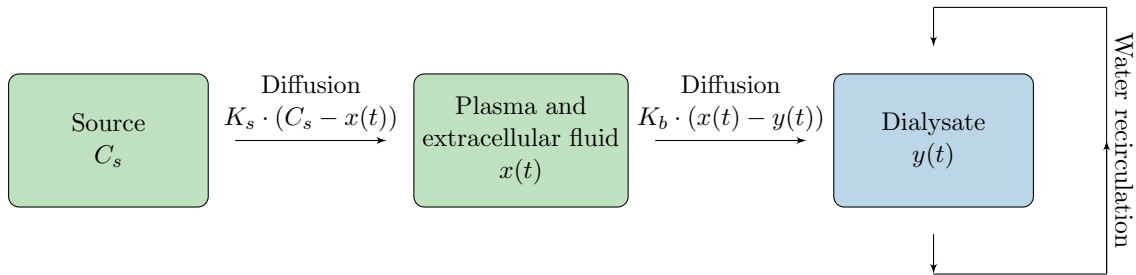 Source
C_s
Diffusion
K_s · (C_s − x(t))
Plasma and
extracellular fluid
x(t)
Diffusion
K_b · (x(t) − y(t))
Dialysate
y(t)
Water recirculation